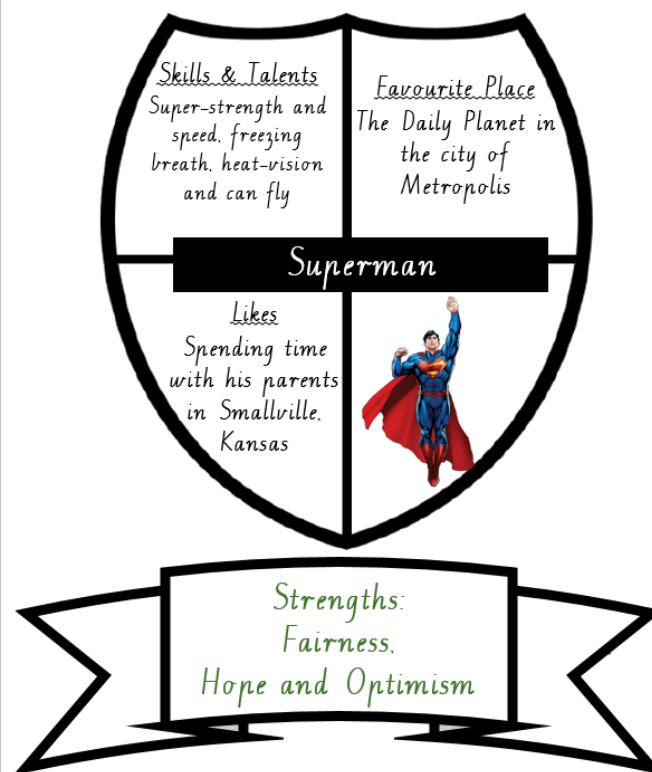 Skills & Talents
Super-strength and
speed, freezing
breath, heat-vision
and can fly
Favourite Place
The Daily Planet in
the city of
Metropolis
Superman
Likes
Spending time
with his parents
in Smallville,
Kansas
Strengths:
Fairness,
Hope and Optimism